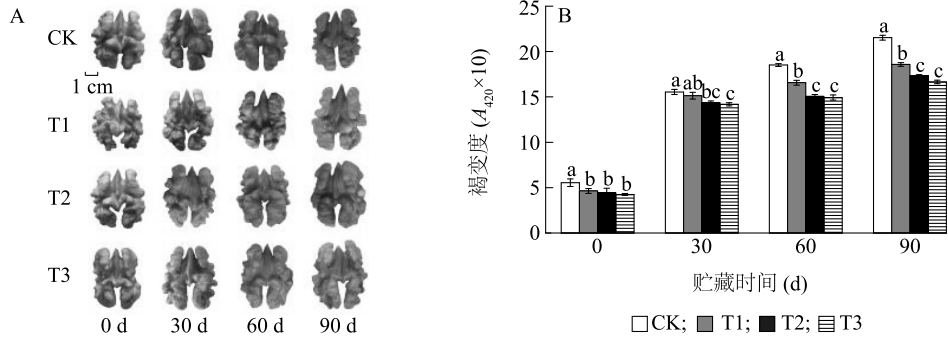 A
CK
1 cm
T1
T2
T3
0 d 30 d 60 d 90 d
B
褐变度 (A420×10)
25
20
15
10
5
0
a b b b
a ab bc c
a b c c
a b c c
0 30 60 90
贮藏时间 (d)
CK; T1; T2; T3